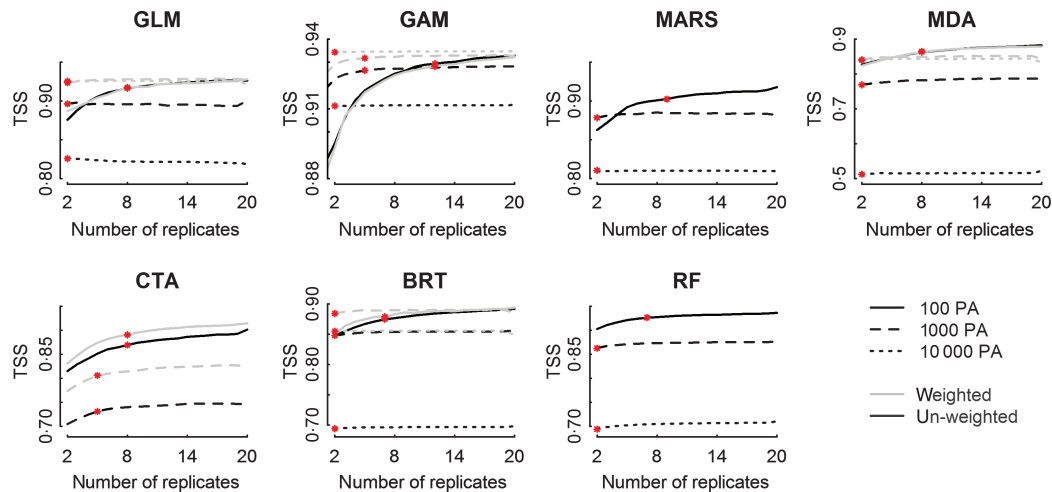 GLM
TSS
0·80 0·90
2 8 14 20
Number of replicates
GAM
TSS
0·88 0·91 0·94
2 8 14 20
Number of replicates
MARS
TSS
0·80 0·90
2 8 14 20
Number of replicates
MDA
TSS
0·5 0·7 0·9
2 8 14 20
Number of replicates
CTA
TSS
0·70 0·85
2 8 14 20
Number of replicates
BRT
TSS
0·70 0·80 0·90
2 8 14 20
Number of replicates
RF
TSS
0·70 0·85
2 8 14 20
Number of replicates
100 PA
1000 PA
10 000 PA
Weighted
Un-weighted